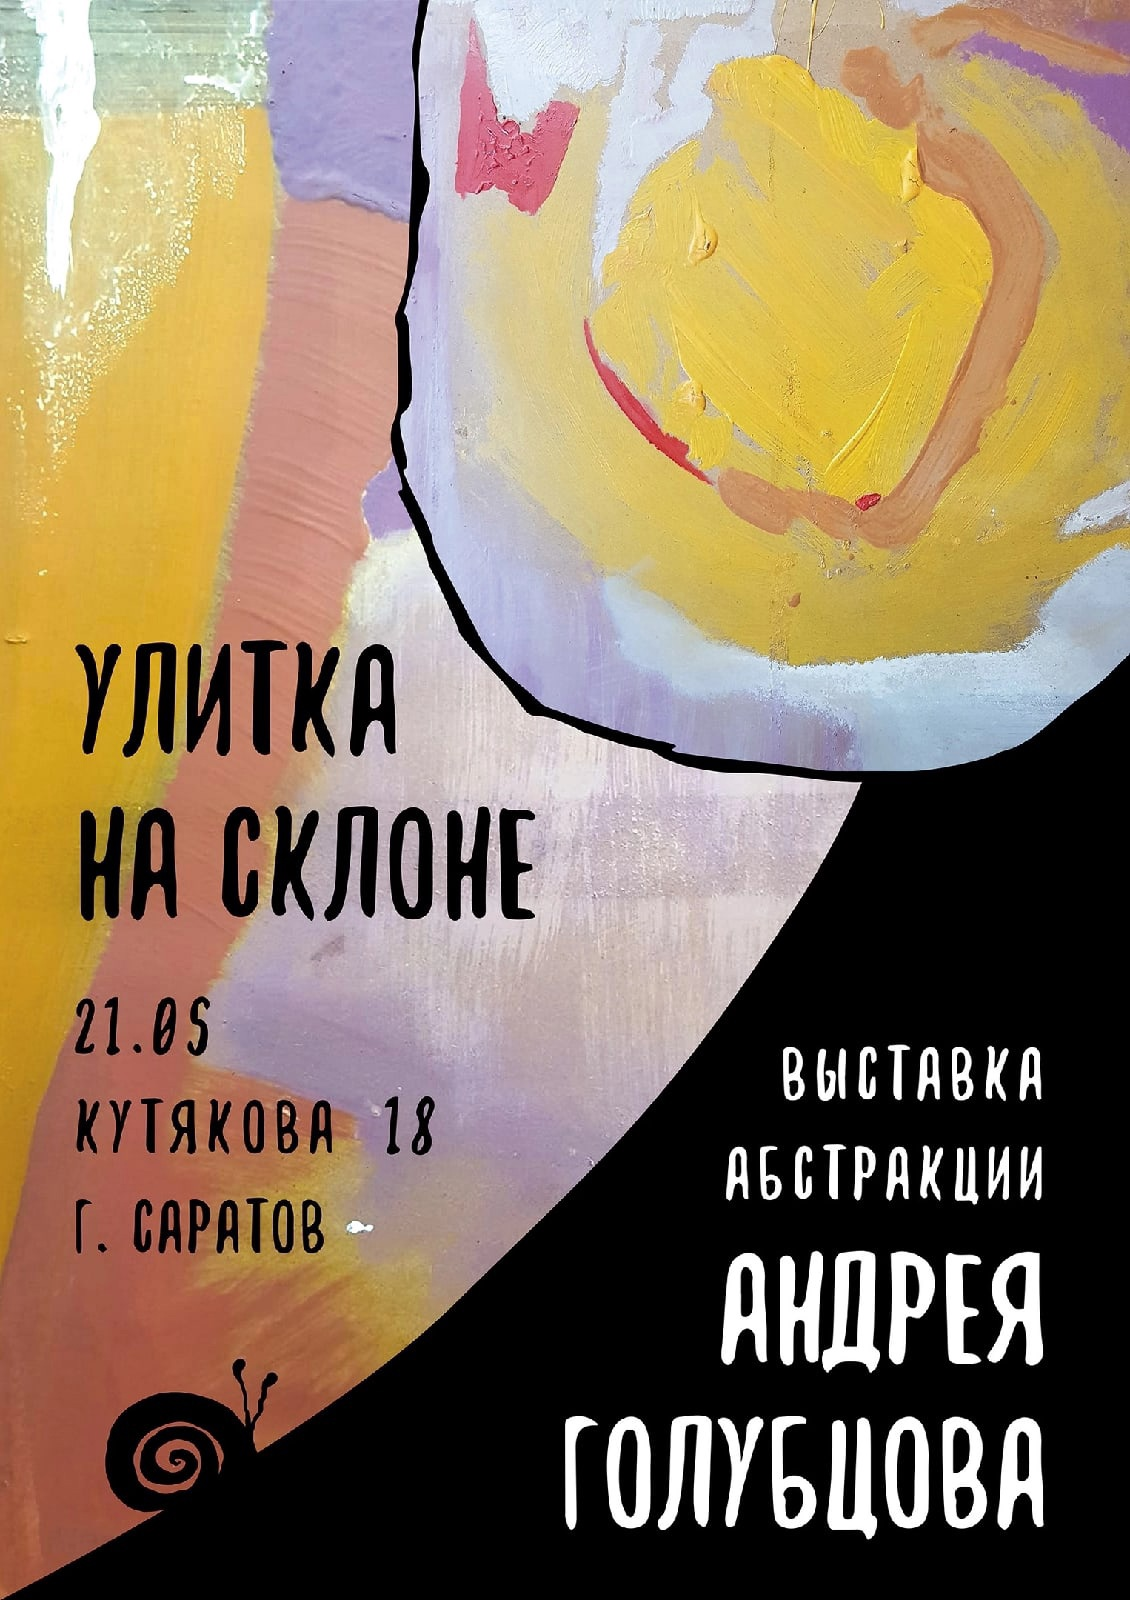 УЛИТКА
НА СКЛОНЕ
21.05
КУТЯКОВА 18
Г. САРАТОВ
ВЫСТАВКА
АБСТРАКЦИИ
АНДРЕЯ
ГОЛУБЦОВА